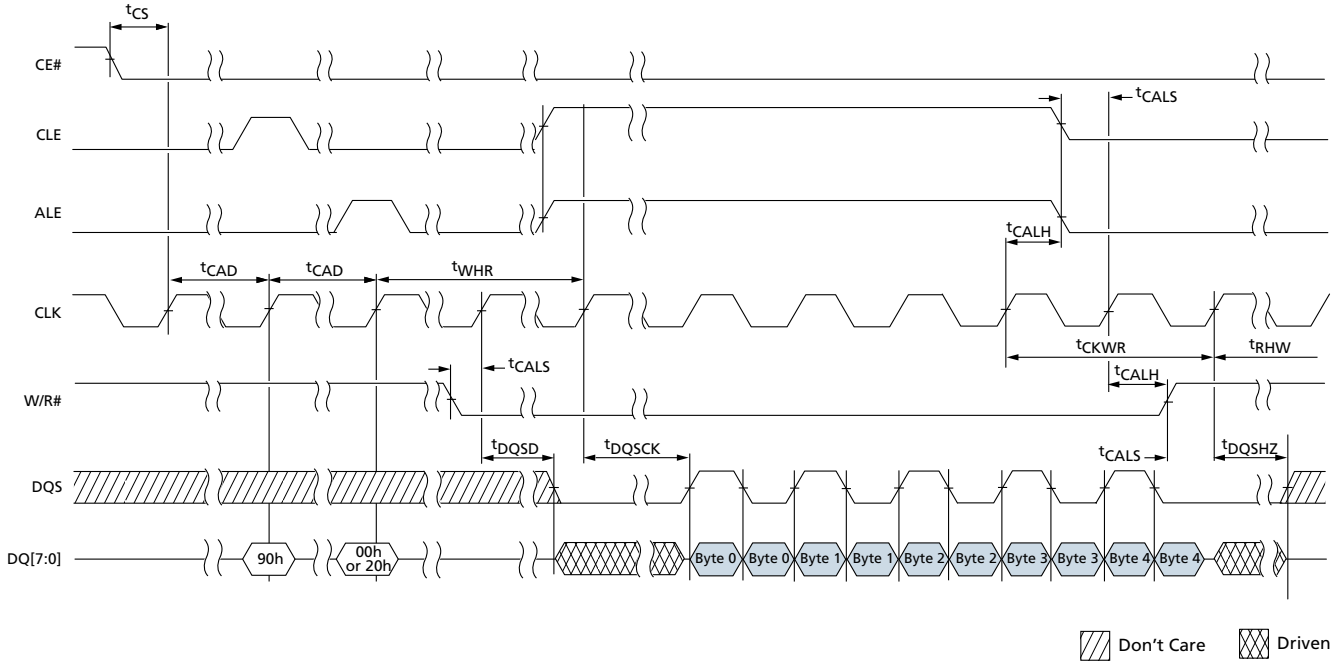 tCS
CE#
tCALS
CLE
ALE
tCALH
tCAD tCAD tWHR
CLK
tCKWR tRHW
tCALS tCALH
W/R#
tDQSD tDQSCK tCALS tDQSHZ
DQS
DQ[7:0] 90h 00h or 20h Byte 0 Byte 0 Byte 1 Byte 1 Byte 2 Byte 2 Byte 3 Byte 3 Byte 4 Byte 4
Don't Care Driven